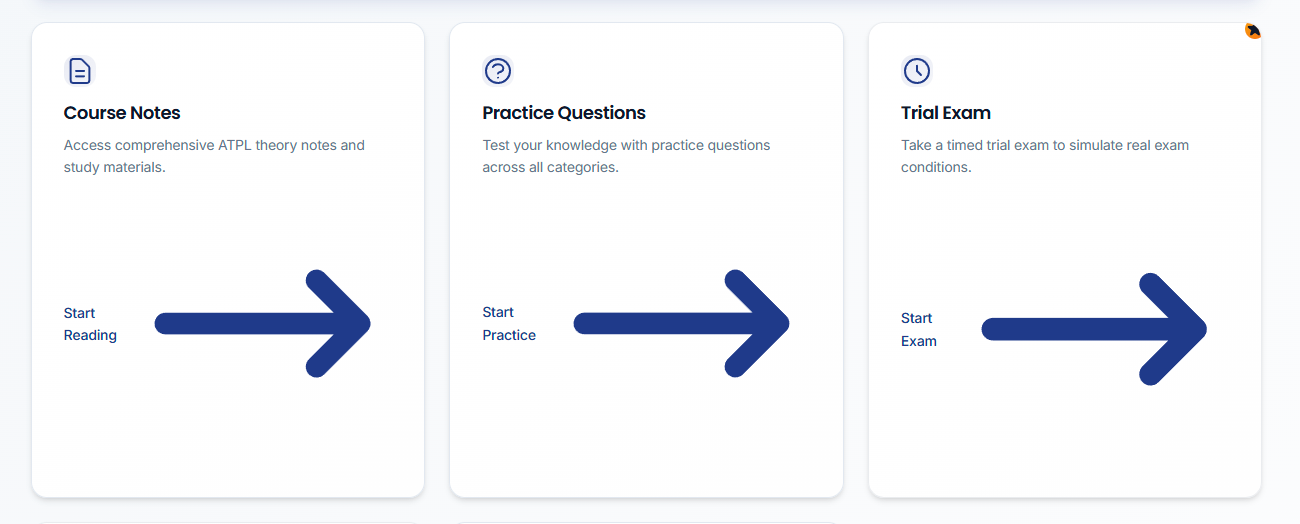 Course Notes
Access comprehensive ATPL theory notes and
study materials.
Start
Reading
Practice Questions
Test your knowledge with practice questions
across all categories.
Start
Practice
Trial Exam
Take a timed trial exam to simulate real exam
conditions.
Start
Exam